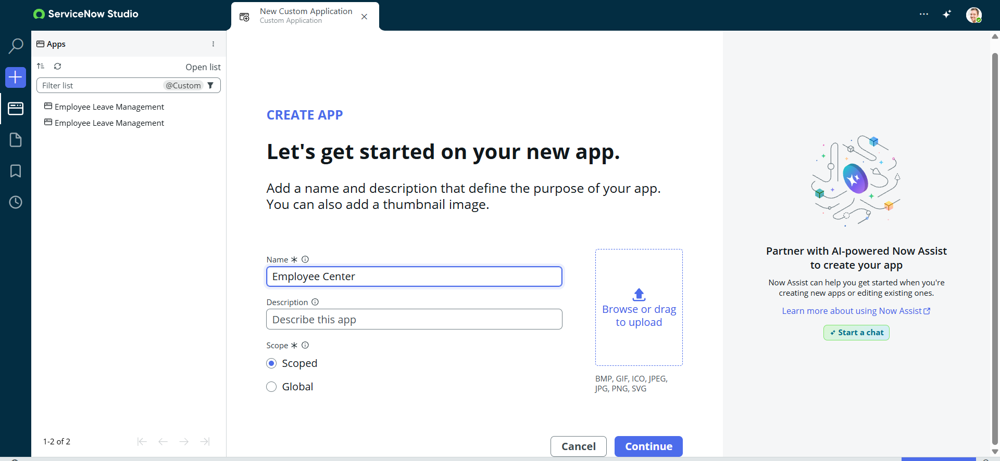 ServiceNow Studio
New Custom Application
Custom Application
Apps
Open list
Filter list
@Custom
Employee Leave Management
Employee Leave Management
1-2 of 2
CREATE APP
Let's get started on your new app.
Add a name and description that define the purpose of your app.
You can also add a thumbnail image.
Name
Employee Center
Description
Describe this app
Scope
Scoped
Global
Browse or drag
to upload
BMP, GIF, ICO, JPEG,
JPG, PNG, SVG
Cancel
Continue
Partner with AI-powered Now Assist
to create your app
Now Assist can help you get started when you're
creating new apps or editing existing ones.
Learn more about using Now Assist
Start a chat